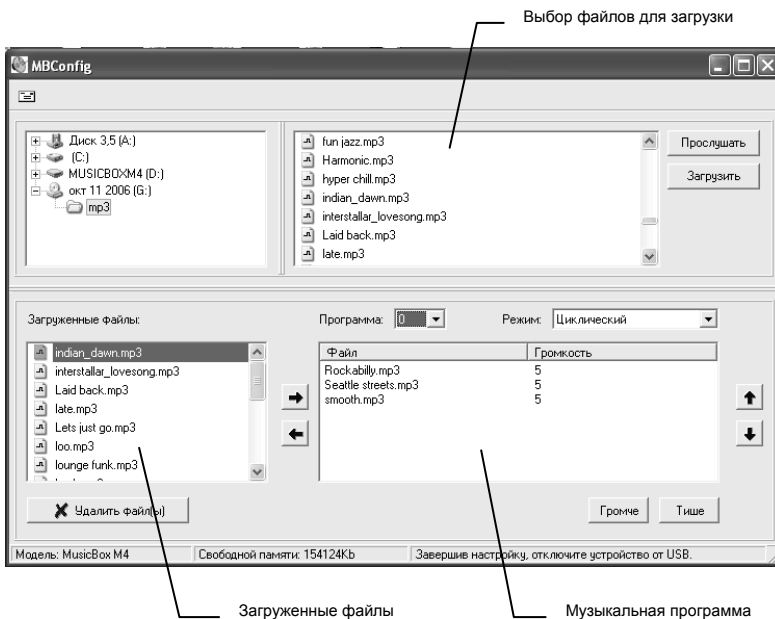 Выбор файлов для загрузки
MBConfig
Диск 3,5 (A:)
(C:)
MUSICBOXM4 (D:)
окт 11 2006 (G:)
mp3
fun jazz.mp3
Harmonic.mp3
hyper chill.mp3
indian_dawn.mp3
interstallar_lovesong.mp3
Laid back.mp3
late.mp3
Прослушать
Загрузить
Загруженные файлы:
Программа: 0
Режим: Циклический
indian_dawn.mp3
interstallar_lovesong.mp3
Laid back.mp3
late.mp3
Lets just go.mp3
loo.mp3
lounge funk.mp3
Файл Громкость
Rockabilly.mp3 5
Seattle streets.mp3 5
smooth.mp3 5
Удалить файл(ы)
Громче
Тише
Модель: MusicBox M4
Свободной памяти: 154124Kb
Завершив настройку, отключите устройство от USB.
Загруженные файлы
Музыкальная программа